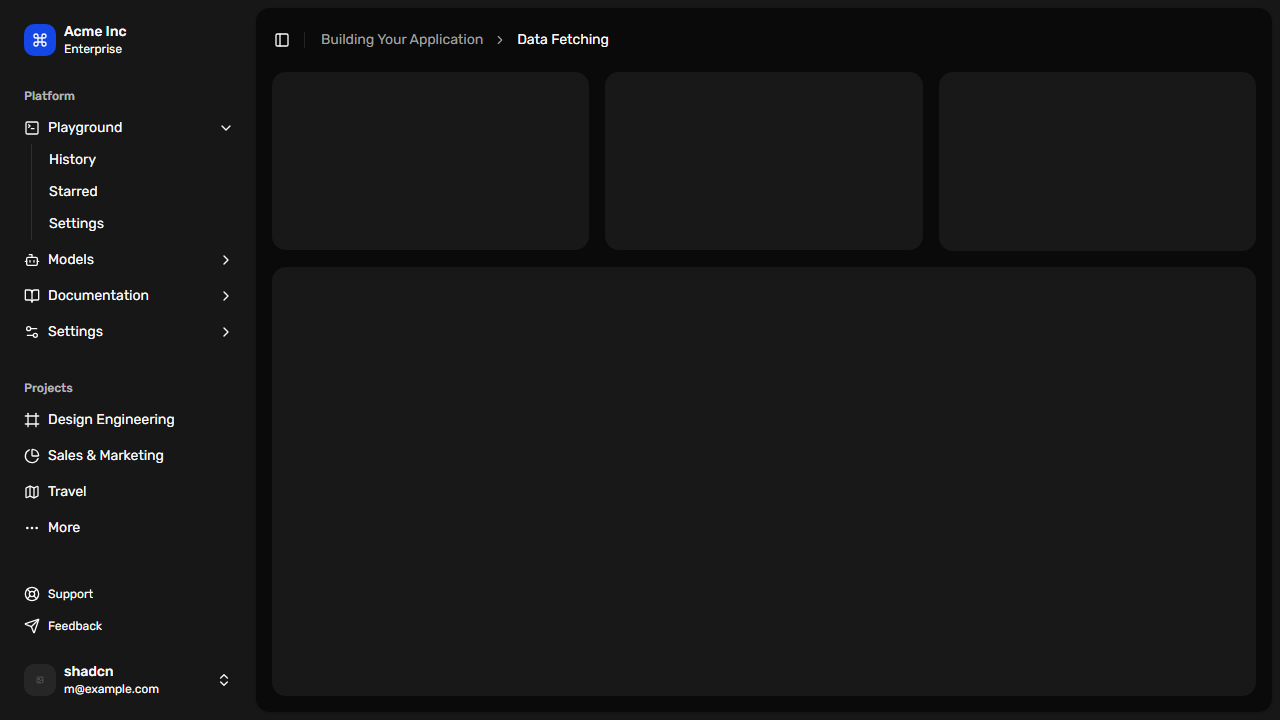 Acme Inc
Enterprise
Platform
Playground
History
Starred
Settings
Models
Documentation
Settings
Projects
Design Engineering
Sales & Marketing
Travel
More
Support
Feedback
shadcn
m@example.com
Building Your Application
Data Fetching